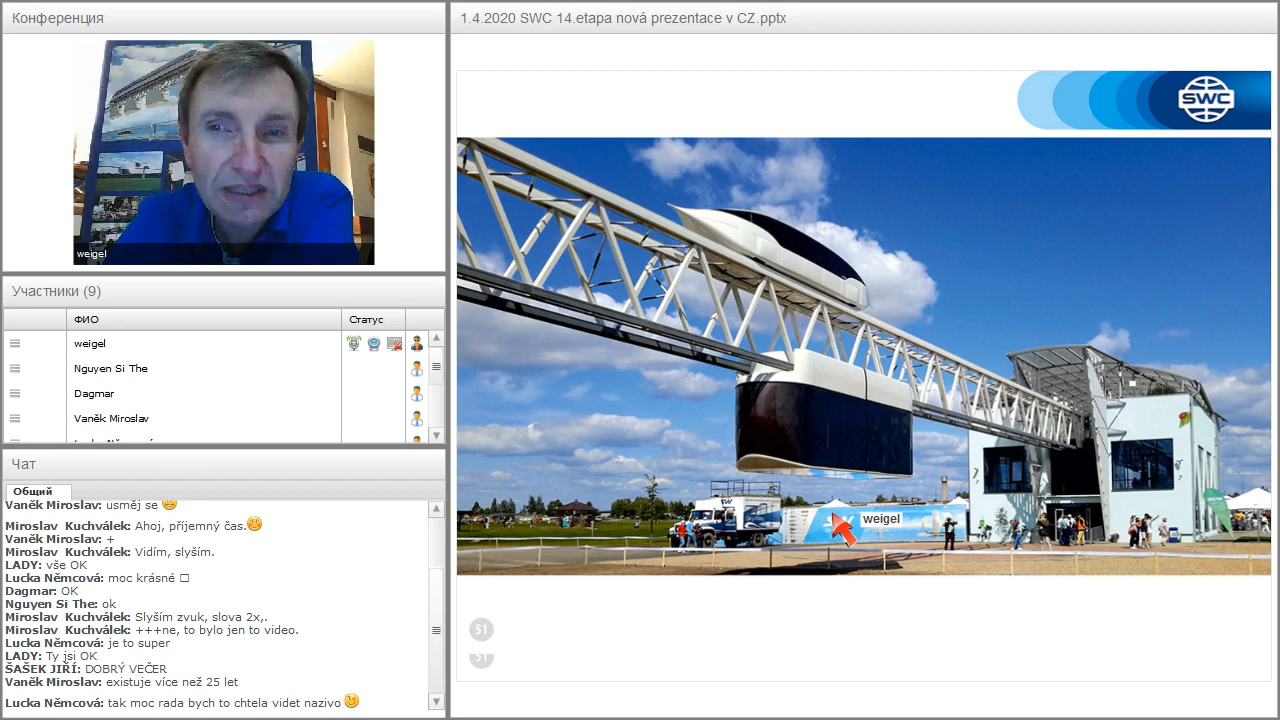 Конференция
weigel
Участники (9)
ФИО
Статус
weigel
Nguyen Si The
Dagmar
Vaněk Miroslav
Чат
Общий
Vaněk Miroslav: usměj se
Miroslav Kuchválek: Ahoj, příjemný čas.
Vaněk Miroslav: +
Miroslav Kuchválek: Vidím, slyším.
LADY: vše OK
Lucka Němcová: moc krásné □
Dagmar: OK
Nguyen Si The: ok
Miroslav Kuchválek: Slyším zvuk, slova 2x,.
Miroslav Kuchválek: +++ne, to bylo jen to video.
Lucka Němcová: je to super
LADY: Ty jsi OK
ŠAŠEK JIŘÍ: DOBRÝ VEČER
Vaněk Miroslav: existuje více než 25 let
Lucka Němcová: tak moc rada bych to chtela videt nazivo
1.4.2020 SWC 14.etapa nová prezentace v CZ.pptx
SWC
weigel
51
51